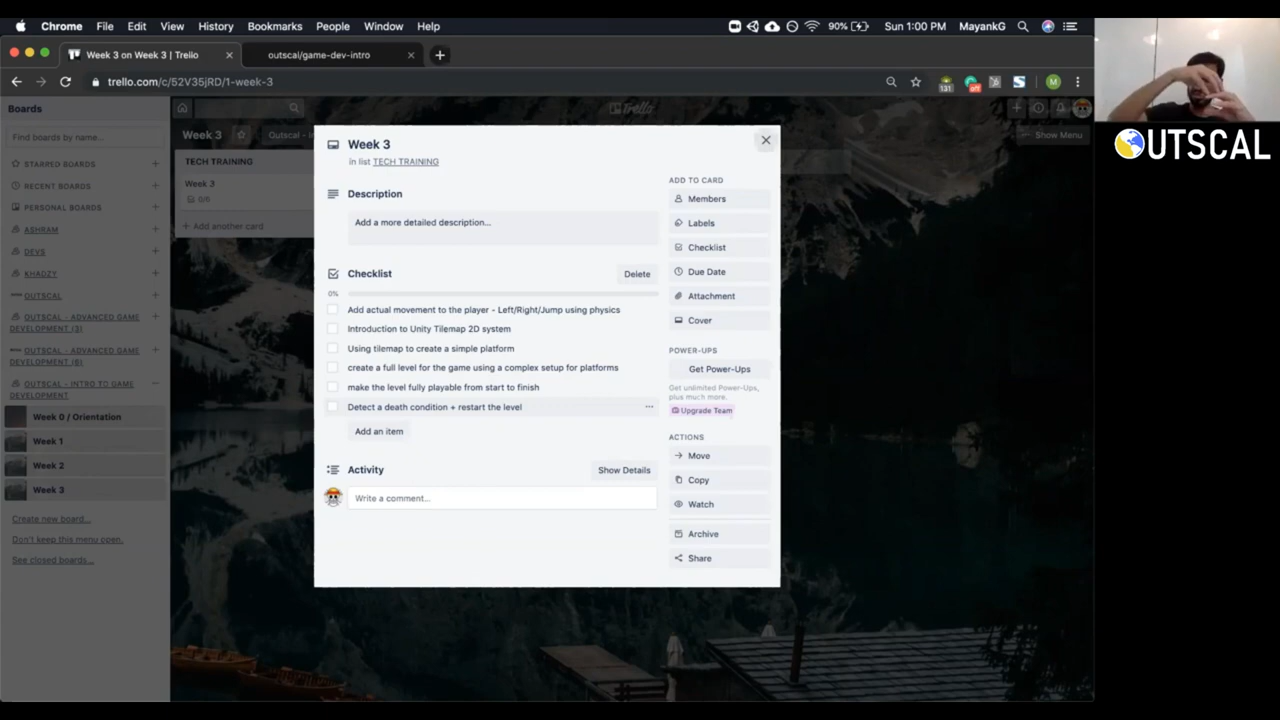 Chrome File Edit View History Bookmarks People Window Help
90% Sun 1:00 PM MayankG
Week 3 on Week 3 | Trello
outscal/game-dev-intro
trello.com/c/52V35jRD/1-week-3
131
off
M
OUTSCAL
Boards
Find boards by name...
STARRED BOARDS
RECENT BOARDS
PERSONAL BOARDS
ASHRAM
DEVS
KHADZY
OUTSCAL
OUTSCAL - ADVANCED GAME
DEVELOPMENT (3)
OUTSCAL - ADVANCED GAME
DEVELOPMENT (6)
OUTSCAL - INTRO TO GAME
DEVELOPMENT
Week 0 / Orientation
Week 1
Week 2
Week 3
Create new board...
Don't keep this menu open.
See closed boards...
Trello
Week 3
Outscal - 
Show Menu
TECH TRAINING
Week 3
0/6
+ Add another card
Week 3
in list TECH TRAINING
Description
Add a more detailed description...
Checklist
Delete
0%
Add actual movement to the player - Left/Right/Jump using physics
Introduction to Unity Tilemap 2D system
Using tilemap to create a simple platform
create a full level for the game using a complex setup for platforms
make the level fully playable from start to finish
Detect a death condition + restart the level
Add an item
Activity
Show Details
Write a comment...
ADD TO CARD
Members
Labels
Checklist
Due Date
Attachment
Cover
POWER-UPS
Get Power-Ups
Get unlimited Power-Ups,
plus much more.
Upgrade Team
ACTIONS
Move
Copy
Watch
Archive
Share